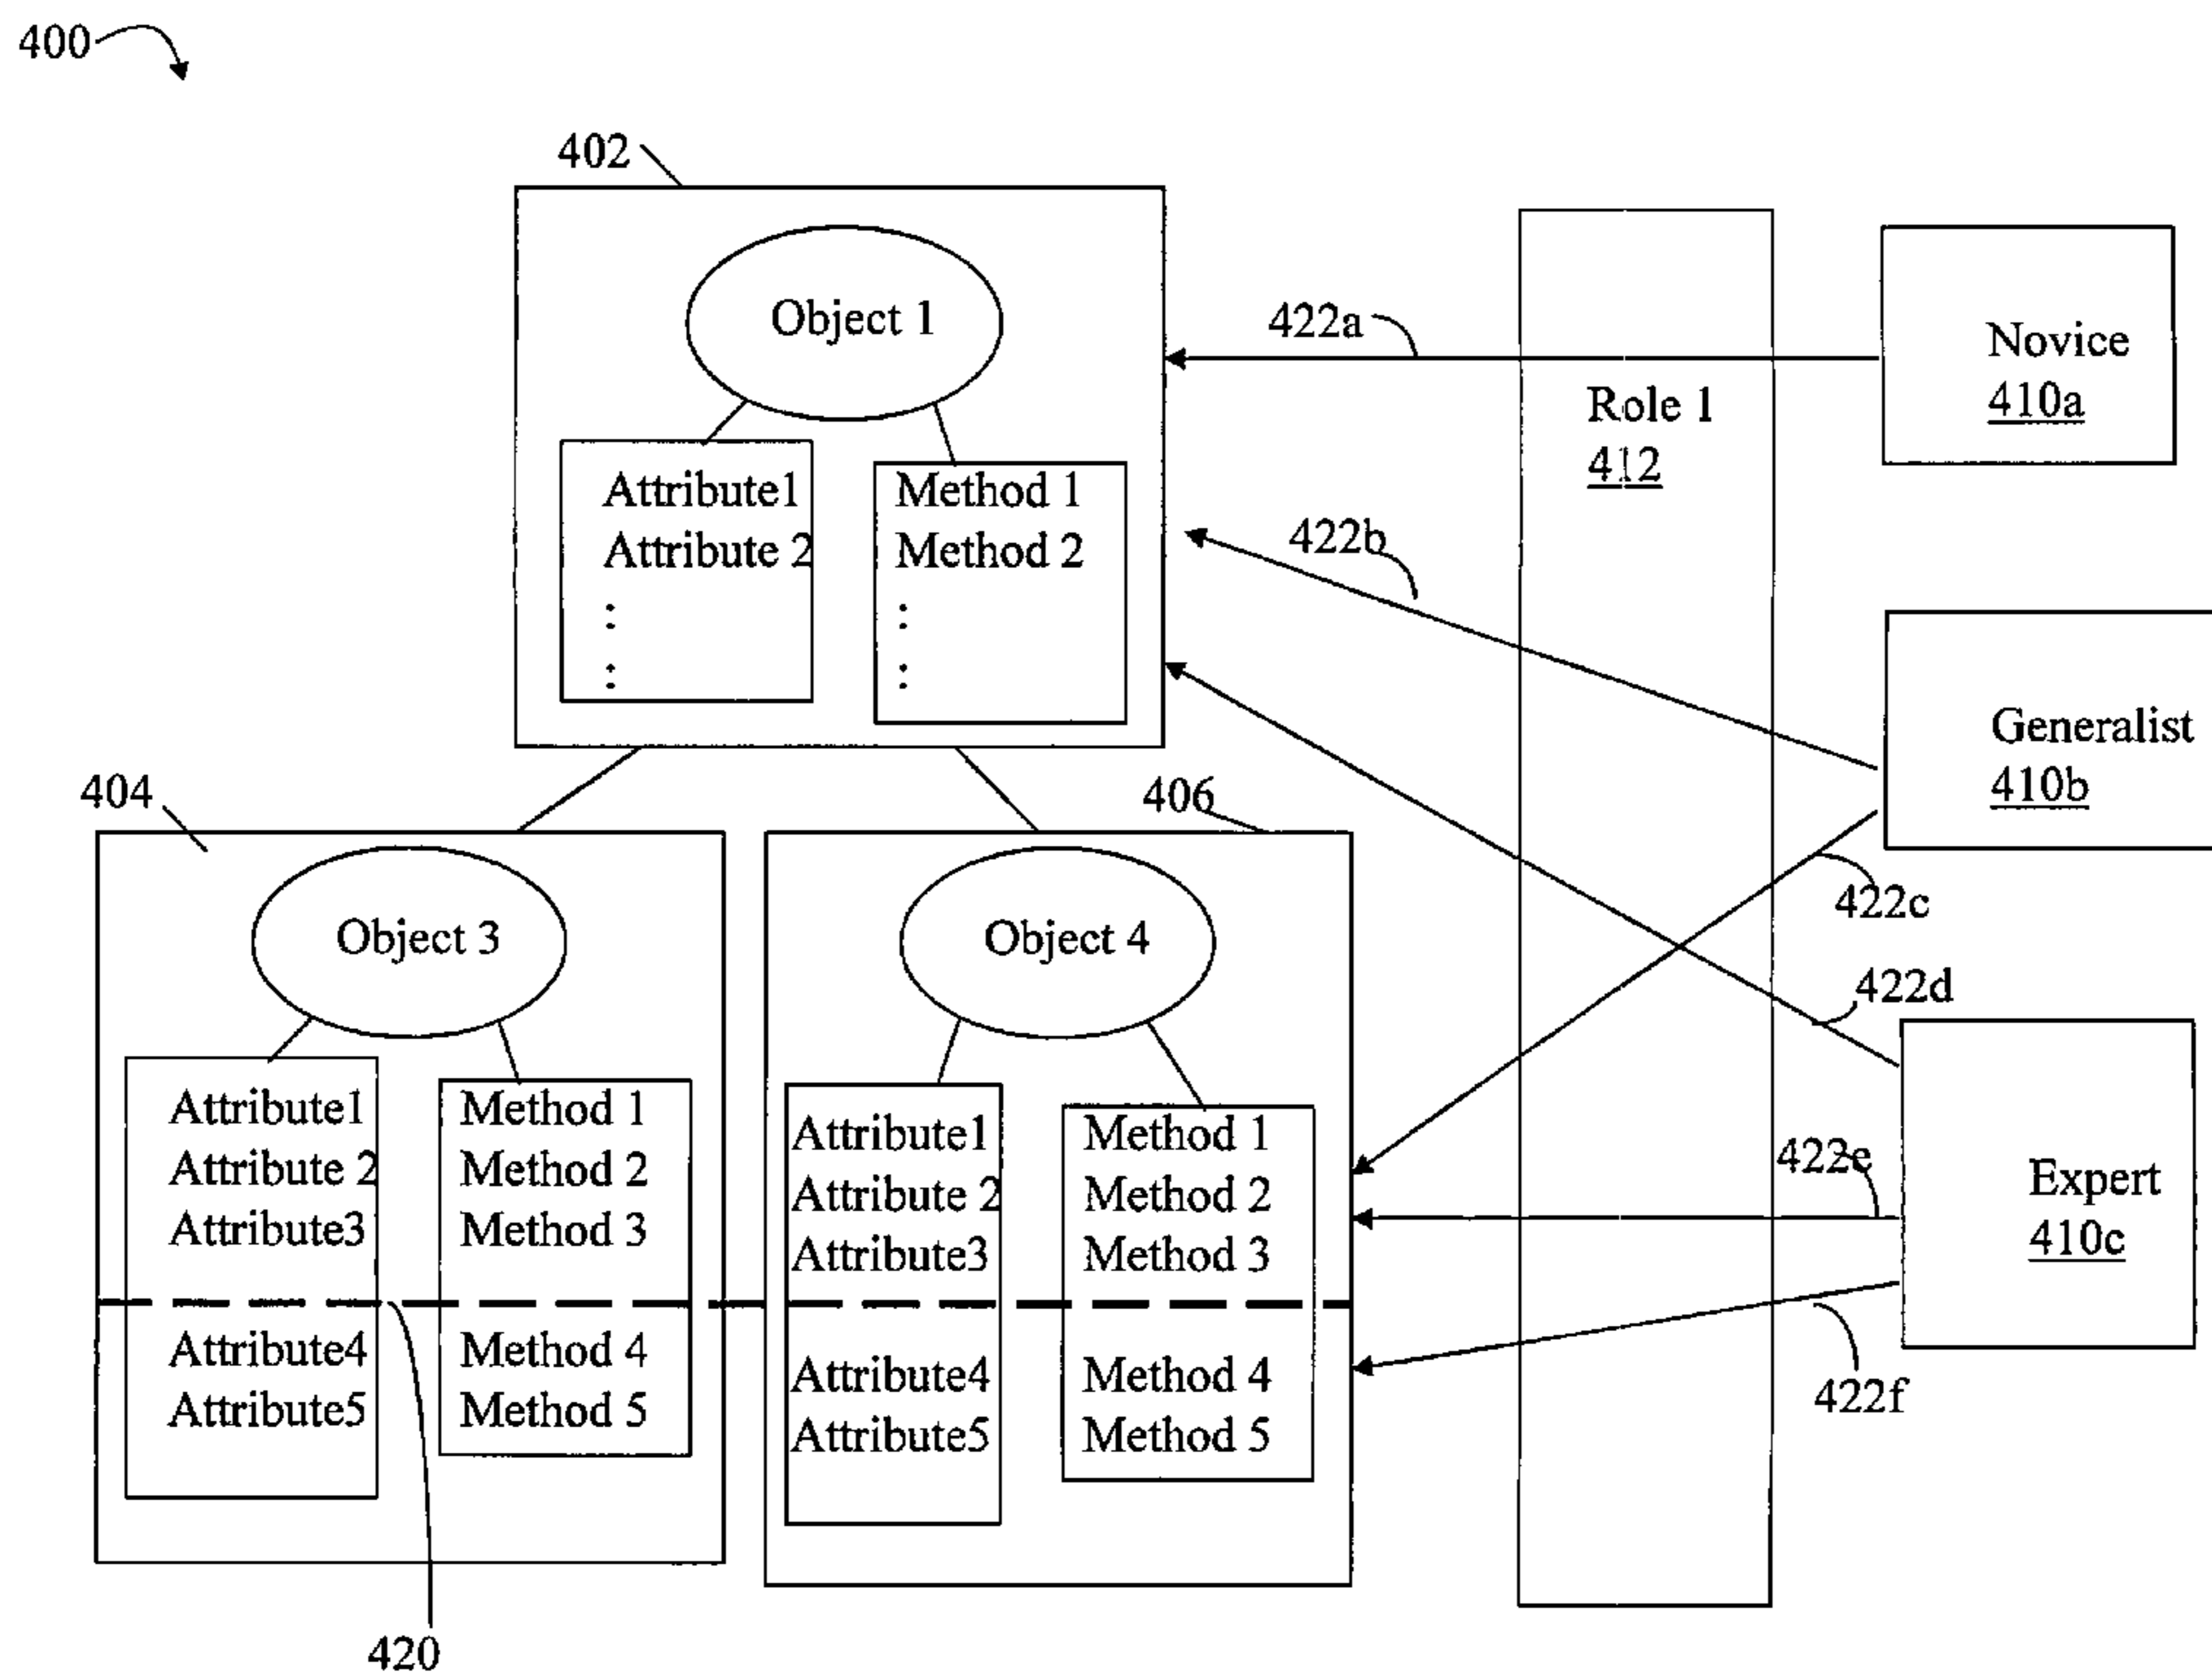 400
402
Object 1
Attribute1
Attribute 2
:
:
Method 1
Method 2
:
:
422a
422b
Role 1
412
Novice
410a
Generalist
410b
422c
422d
404
Object 3
Attribute1
Attribute 2
Attribute3
Attribute4
Attribute5
Method 1
Method 2
Method 3
Method 4
Method 5
406
Object 4
Attribute1
Attribute 2
Attribute3
Attribute4
Attribute5
Method 1
Method 2
Method 3
Method 4
Method 5
422e
Expert
410c
422f
420